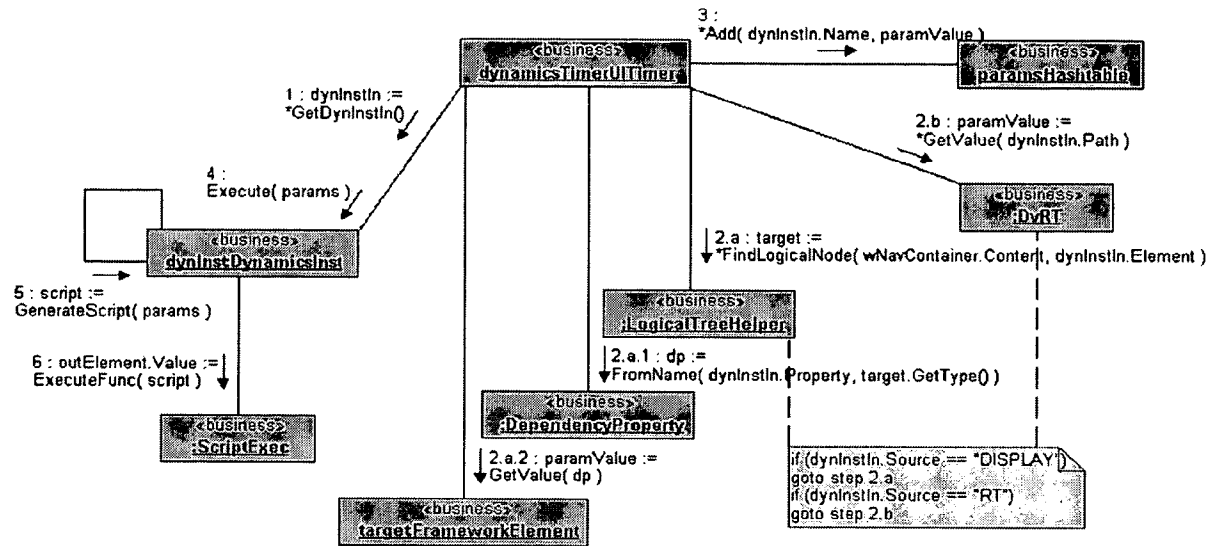 3 :
*Add( dynInstIn.Name, paramValue )
<business>
dynamicsTimerUITimer
<business>
paramsHashtable
1 : dynInstIn :=
*GetDynInstIn()
2.b : paramValue :=
*GetValue( dynInstIn.Path )
4 :
Execute( params )
<business>
:DvRT
<business>
dynInstDynamicsInst
2.a : target :=
*FindLogicalNode( wNavContainer.Content, dynInstIn.Element )
5 : script :=
GenerateScript( params )
<business>
:LogicalTreeHelper
6 : outElement.Value :=
ExecuteFunc( script )
2.a.1 : dp :=
FromName( dynInstIn.Property, target.GetType() )
<business>
:DependencyProperty
<business>
:ScriptExec
2.a.2 : paramValue :=
GetValue( dp )
if (dynInstIn.Source == "DISPLAY")
goto step 2.a
if (dynInstIn.Source == "RT")
goto step 2.b
<business>
targetFrameworkElement